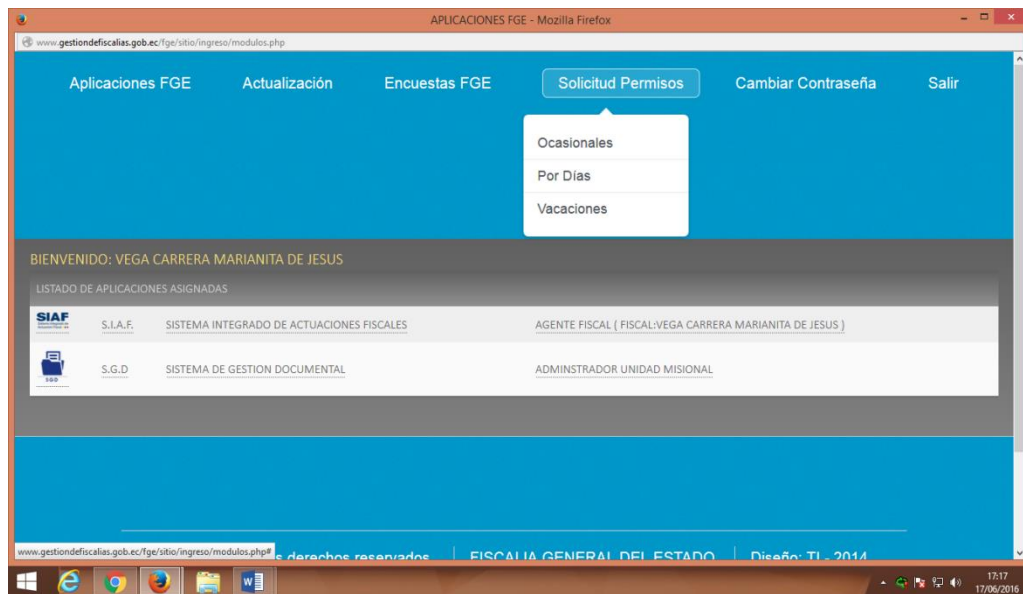 APLICACIONES FGE - Mozilla Firefox
www.gestiondefiscalias.gob.ec/fge/sitio/ingreso/modulos.php
Aplicaciones FGE Actualización Encuestas FGE Solicitud Permisos Cambiar Contraseña Salir
Ocasionales
Por Días
Vacaciones
BIENVENIDO: VEGA CARRERA MARIANITA DE JESUS
LISTADO DE APLICACIONES ASIGNADAS
SIAF
S.I.A.F. SISTEMA INTEGRADO DE ACTUACIONES FISCALES AGENTE FISCAL ( FISCAL:VEGA CARRERA MARIANITA DE JESUS )
S.G.D SISTEMA DE GESTION DOCUMENTAL ADMINSTRADOR UNIDAD MISIONAL
SGD
www.gestiondefiscalias.gob.ec/fge/sitio/ingreso/modulos.php#
s derechos reservados | FISCALIA GENERAL DEL ESTADO | Diseño: TI - 2014
17:17
17/06/2016